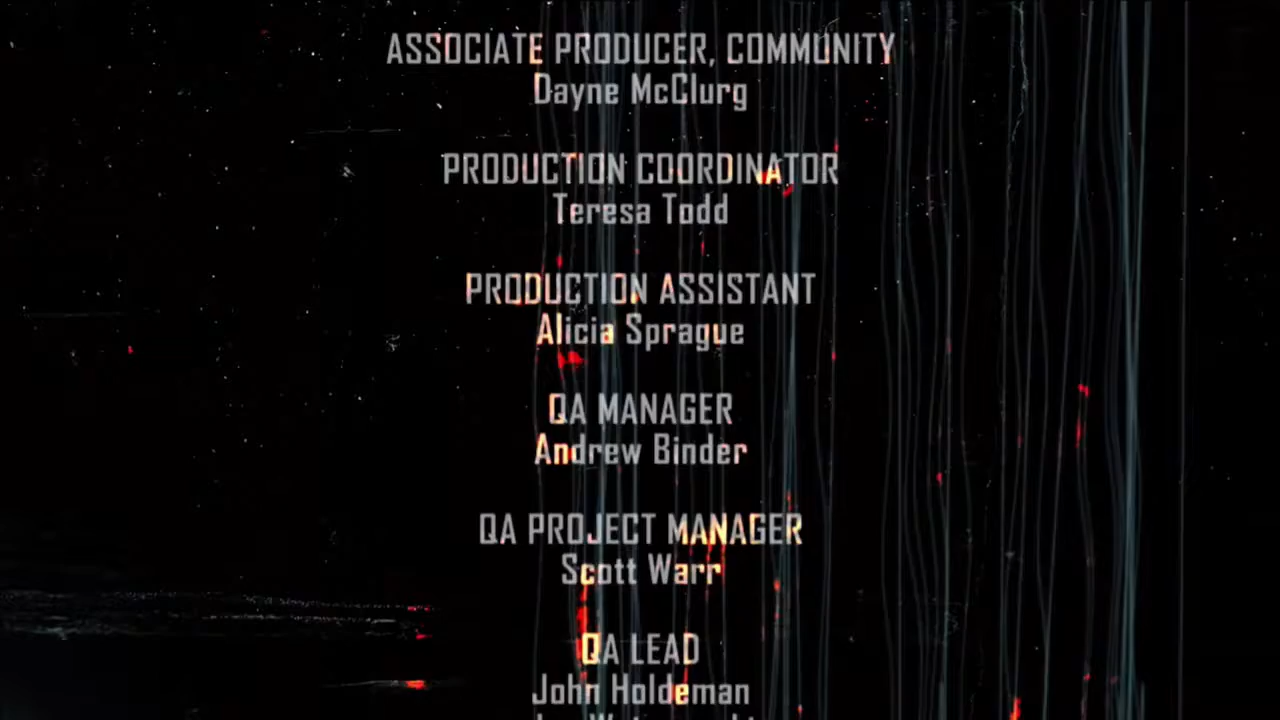 ASSOCIATE PRODUCER, COMMUNITY
Dayne McClurg
PRODUCTION COORDINATOR
Teresa Todd
PRODUCTION ASSISTANT
Alicia Sprague
QA MANAGER
Andrew Binder
QA PROJECT MANAGER
Scott Warr
QA LEAD
John Holdeman